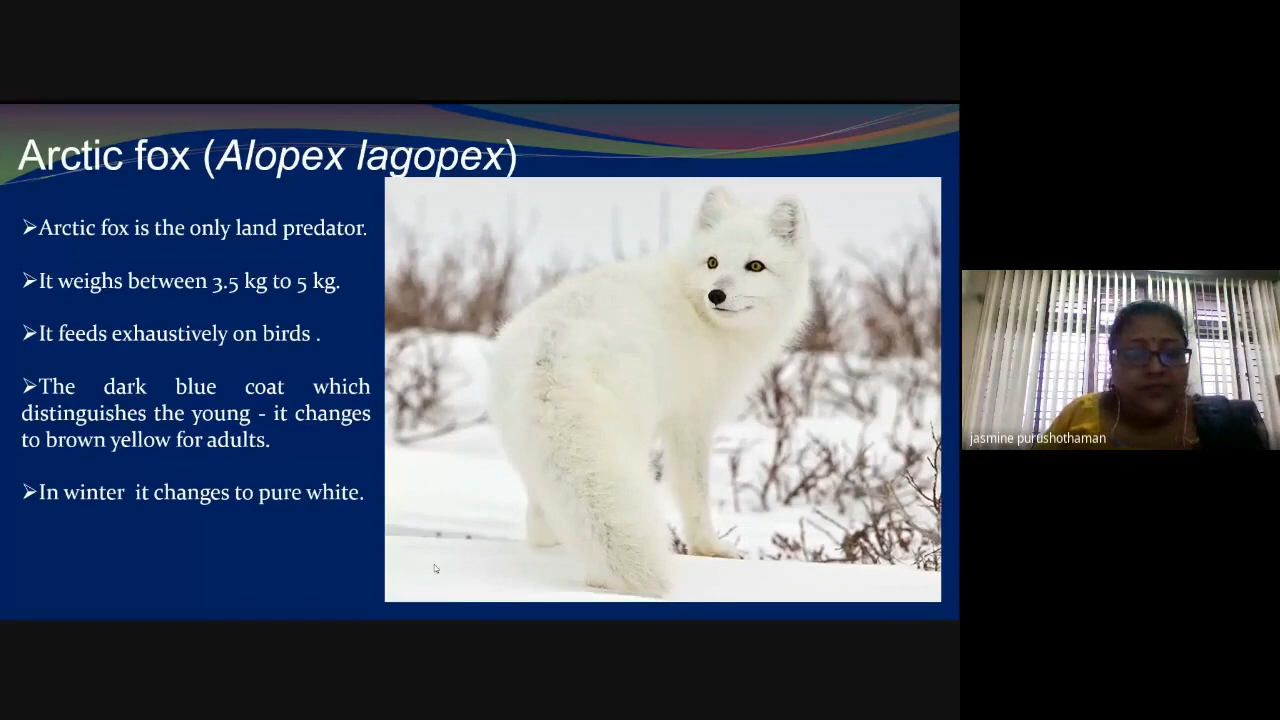 Arctic fox (Alopex lagopex)
➢Arctic fox is the only land predator.
➢It weighs between 3.5 kg to 5 kg.
➢It feeds exhaustively on birds .
➢The dark blue coat which
distinguishes the young - it changes
to brown yellow for adults.
➢In winter it changes to pure white.
jasmine purushothaman